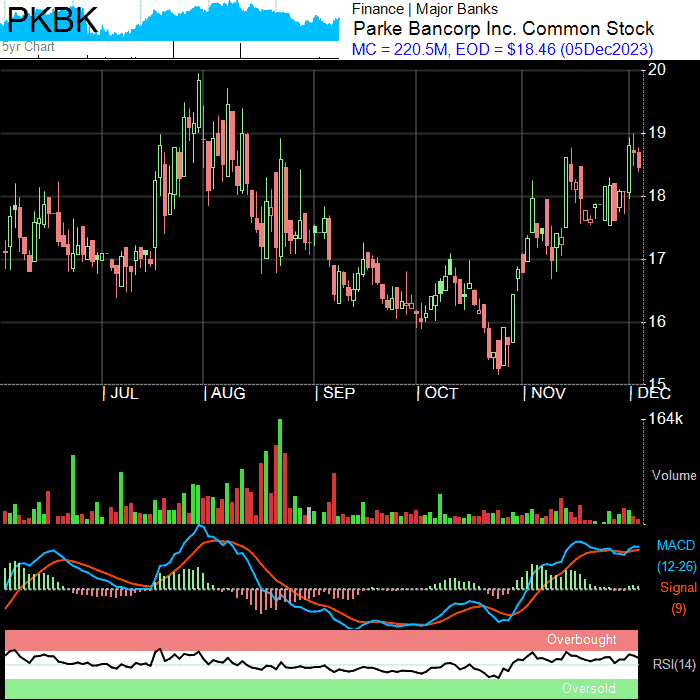 PKBK
5yr Chart
Finance | Major Banks
Parke Bancorp Inc. Common Stock
MC = 220.5M, EOD = $18.46 (05Dec2023)
20
19
18
17
16
15
JUL AUG SEP OCT NOV DEC
164k
Volume
MACD
(12-26)
Signal
(9)
Overbought
RSI(14)
Oversold